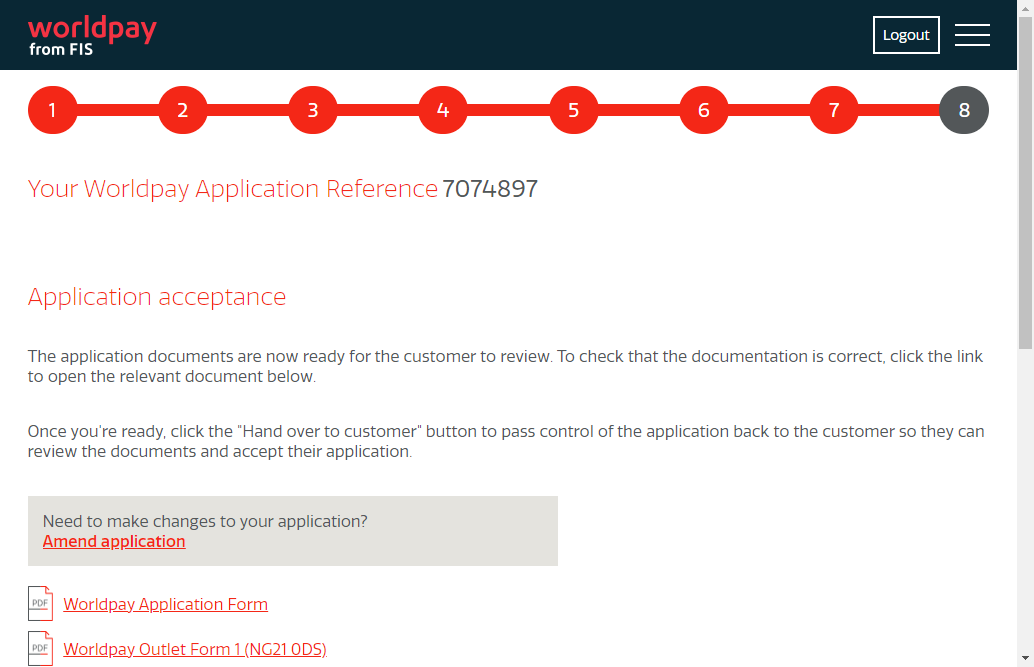 worldpay
from FIS
Logout
1 2 3 4 5 6 7 8
Your Worldpay Application Reference 7074897
Application acceptance
The application documents are now ready for the customer to review. To check that the documentation is correct, click the link
to open the relevant document below.
Once you're ready, click the "Hand over to customer" button to pass control of the application back to the customer so they can
review the documents and accept their application.
Need to make changes to your application?
Amend application
PDF Worldpay Application Form
PDF Worldpay Outlet Form 1 (NG21 0DS)